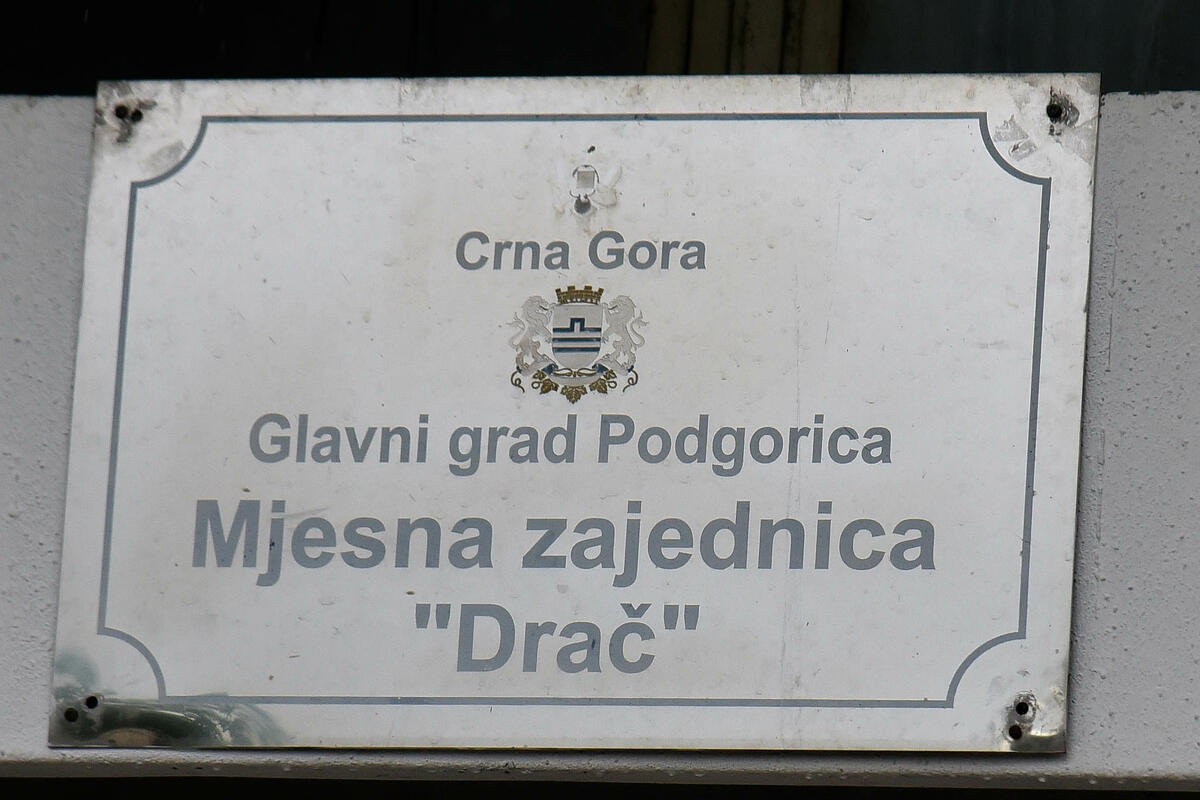 Crna Gora
Glavni grad Podgorica
Mjesna zajednica
"Drač"